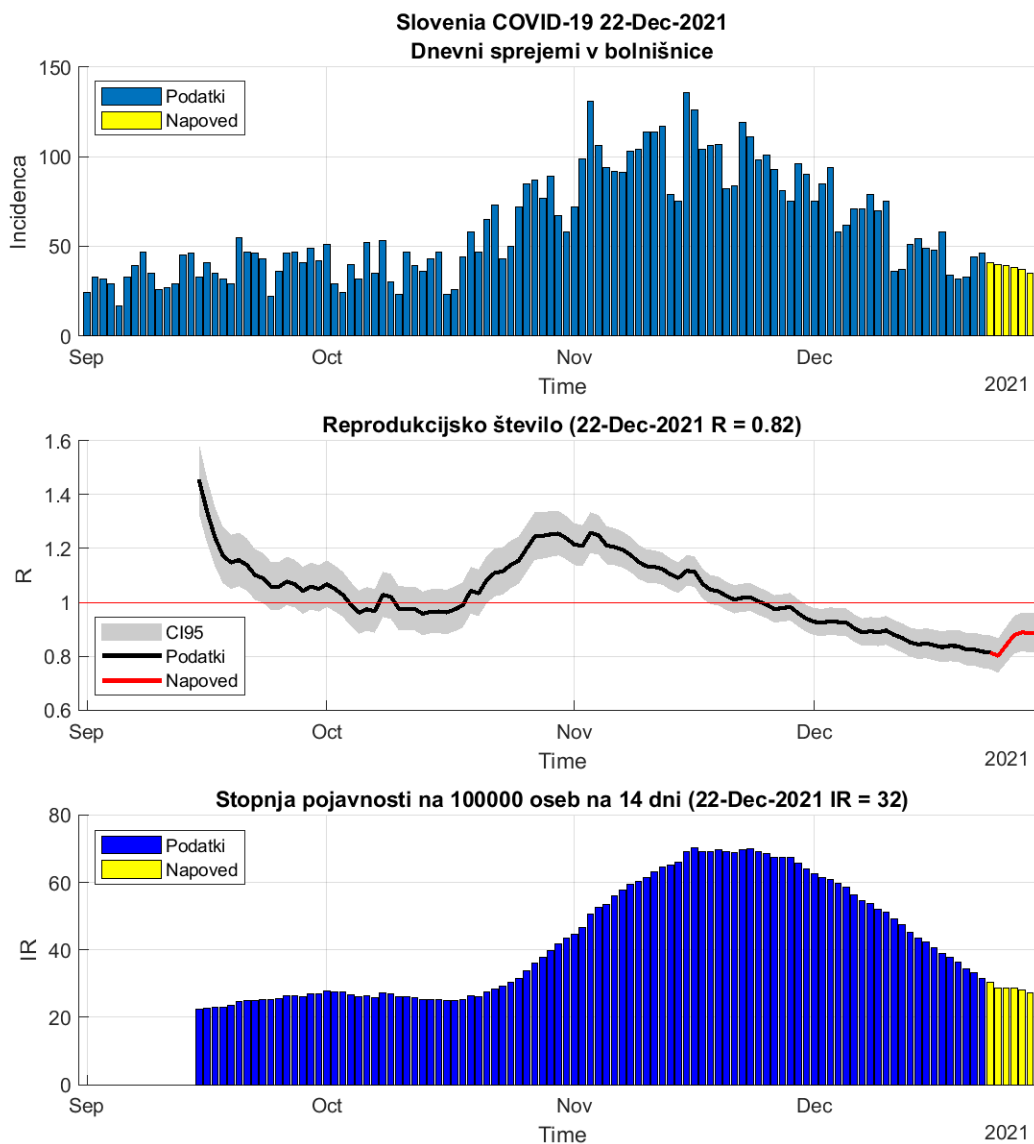 Slovenia COVID-19 22-Dec-2021
Dnevni sprejemi v bolnišnice
150
100
50
0
Incidenca
Podatki
Napoved
Sep
Oct
Nov
Dec
Time
2021
Reprodukcijsko število (22-Dec-2021 R = 0.82)
1.6
1.4
1.2
1
0.8
0.6
R
CI95
Podatki
Napoved
Sep
Oct
Nov
Dec
Time
2021
Stopnja pojavnosti na 100000 oseb na 14 dni (22-Dec-2021 IR = 32)
80
60
40
20
0
IR
Podatki
Napoved
Sep
Oct
Nov
Dec
Time
2021